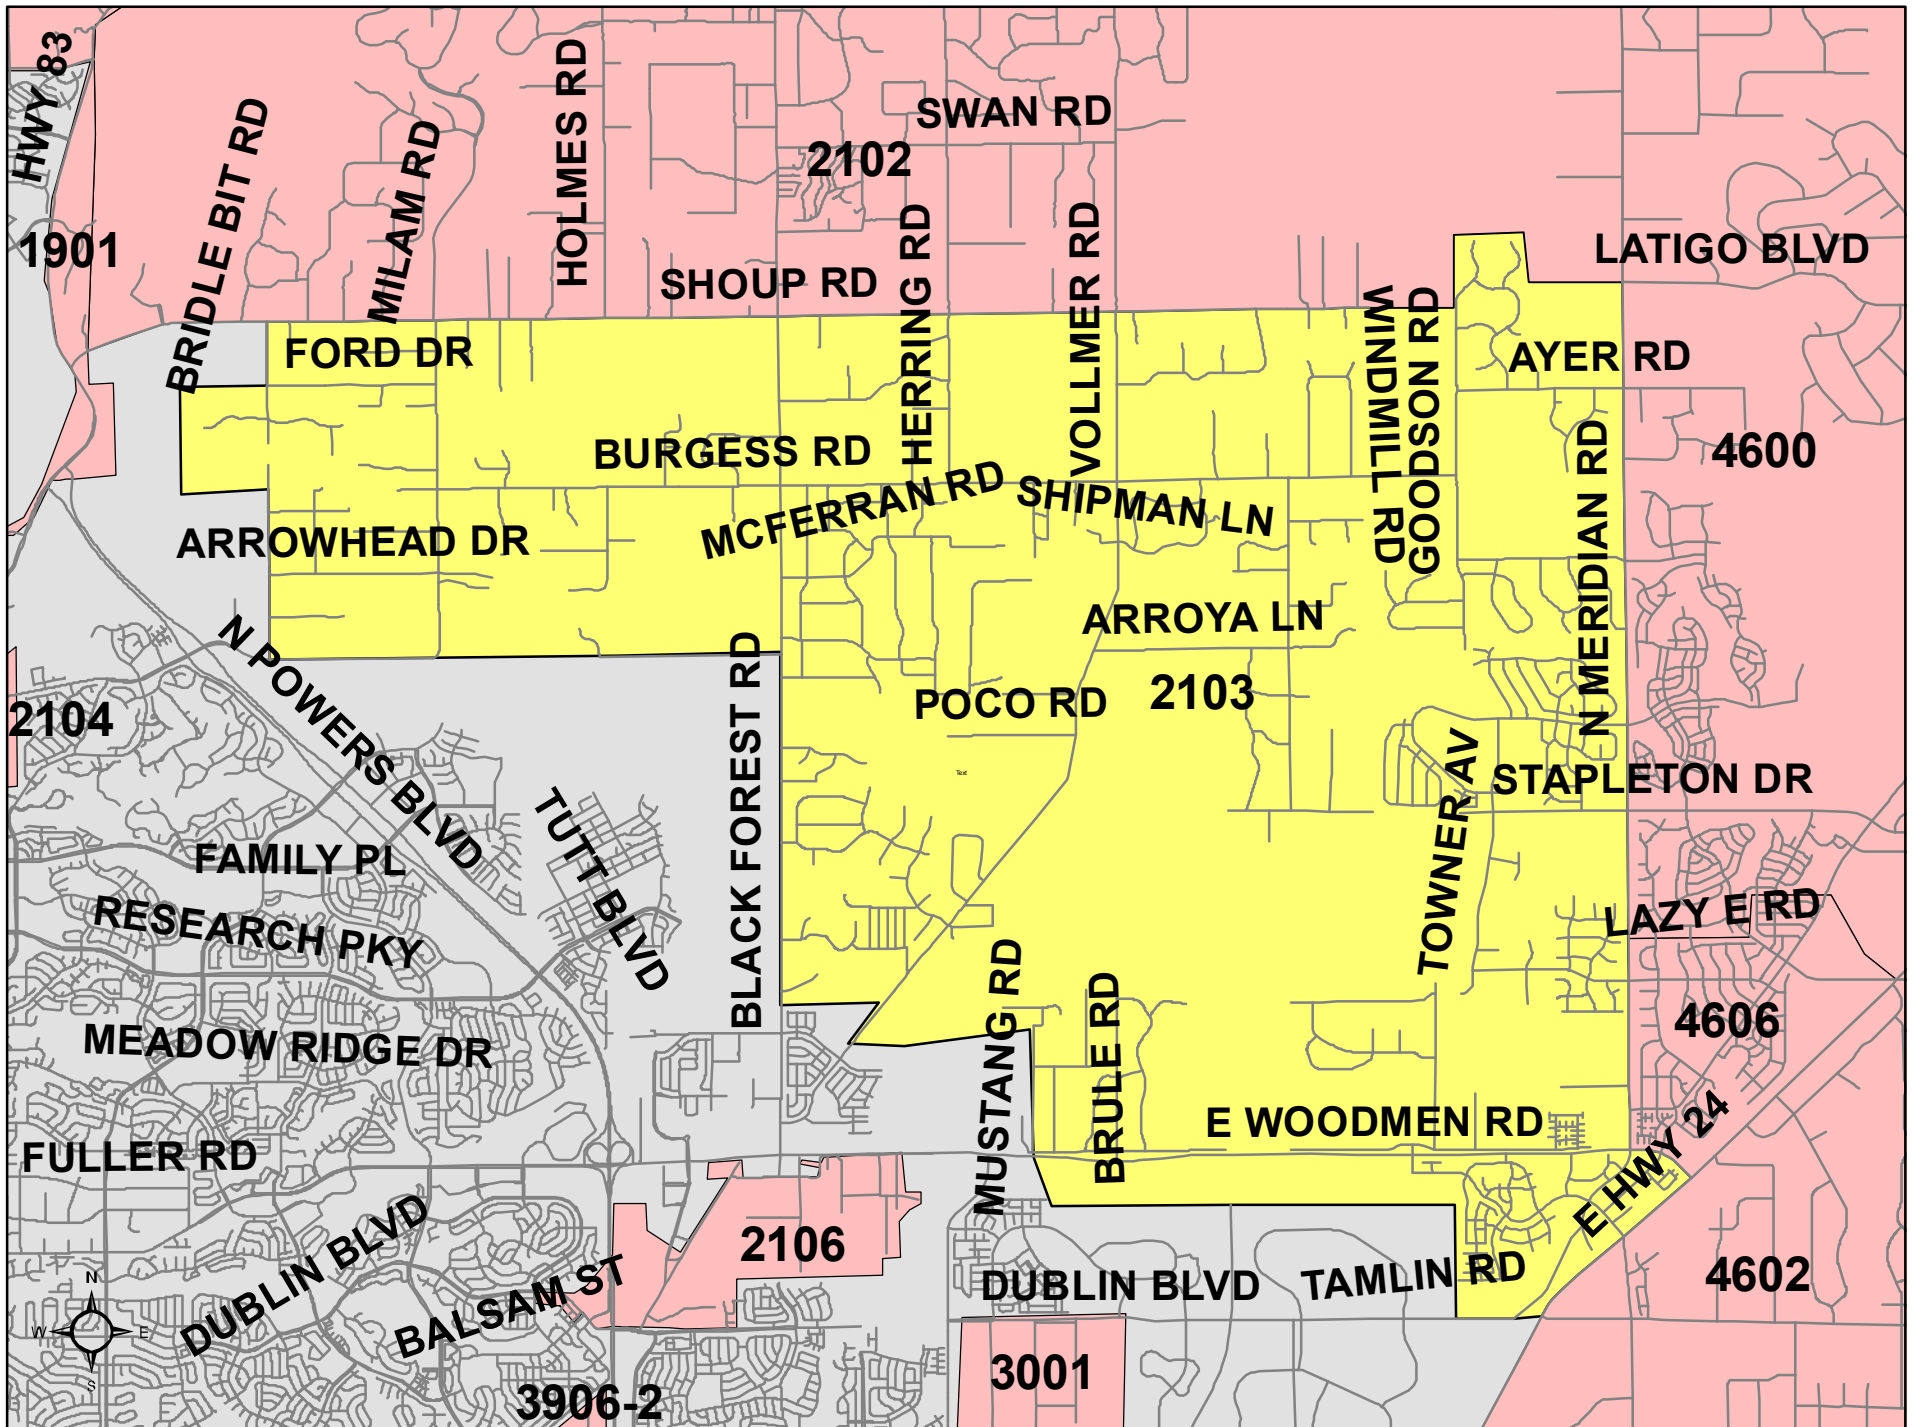 HWY 83
BRIDLE BIT RD
MILAM RD
HOLMES RD
SWAN RD
2102
1901
SHOUP RD
HERRING RD
VOLLMER RD
LATIGO BLVD
WINDMILL RD
GOODSON RD
FORD DR
AYER RD
BURGESS RD
4600
N MERIDIAN RD
MCFERRAN RD
SHIPMAN LN
ARROWHEAD DR
ARROYA LN
N POWERS BLVD
BLACK FOREST RD
2104
POCO RD
2103
Text
TOWNER AV
STAPLETON DR
TUTT BLVD
FAMILY PL
RESEARCH PKY
LAZY E RD
MUSTANG RD
BRULE RD
4606
MEADOW RIDGE DR
E WOODMEN RD
E HWY 24
FULLER RD
DUBLIN BLVD
2106
BALSAM ST
DUBLIN BLVD
TAMLIN RD
4602
N
W
E
S
3001
3906-2